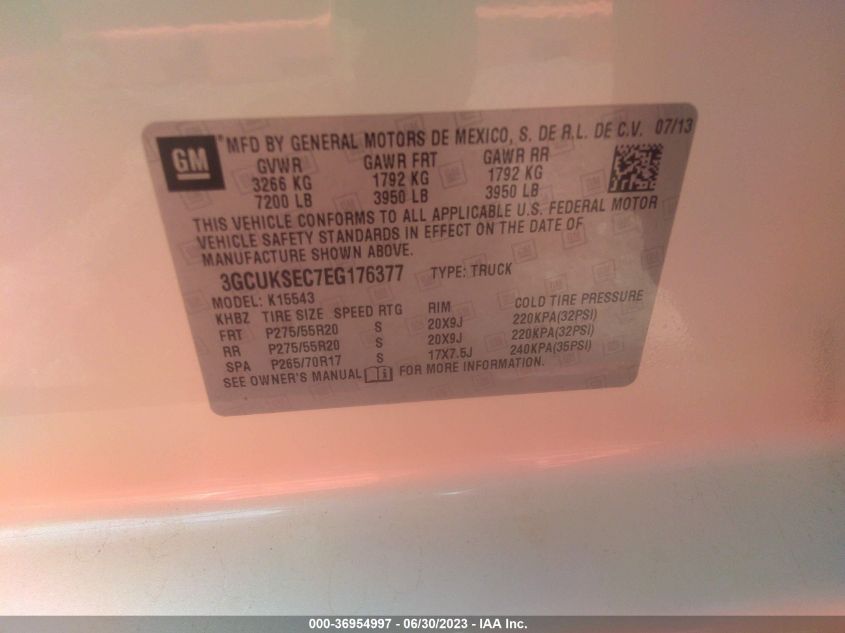 GM ® MFD BY GENERAL MOTORS DE MEXICO, S. DE R.L. DE C.V. 07/13
GVWR GAWR FRT GAWR RR
3266 KG 1792 KG 1792 KG
7200 LB 3950 LB 3950 LB
THIS VEHICLE CONFORMS TO ALL APPLICABLE U.S. FEDERAL MOTOR
VEHICLE SAFETY STANDARDS IN EFFECT ON THE DATE OF
MANUFACTURE SHOWN ABOVE.
3GCUKSEC7EG176377 TYPE: TRUCK
MODEL: K15543
KHBZ TIRE SIZE SPEED RTG RIM COLD TIRE PRESSURE
FRT P275/55R20 S 20X9J 220KPA(32PSI)
RR P275/55R20 S 20X9J 220KPA(32PSI)
SPA P265/70R17 S 17X7.5J 240KPA(35PSI)
SEE OWNER'S MANUAL i FOR MORE INFORMATION.
000-36954997 - 06/30/2023 - IAA Inc.